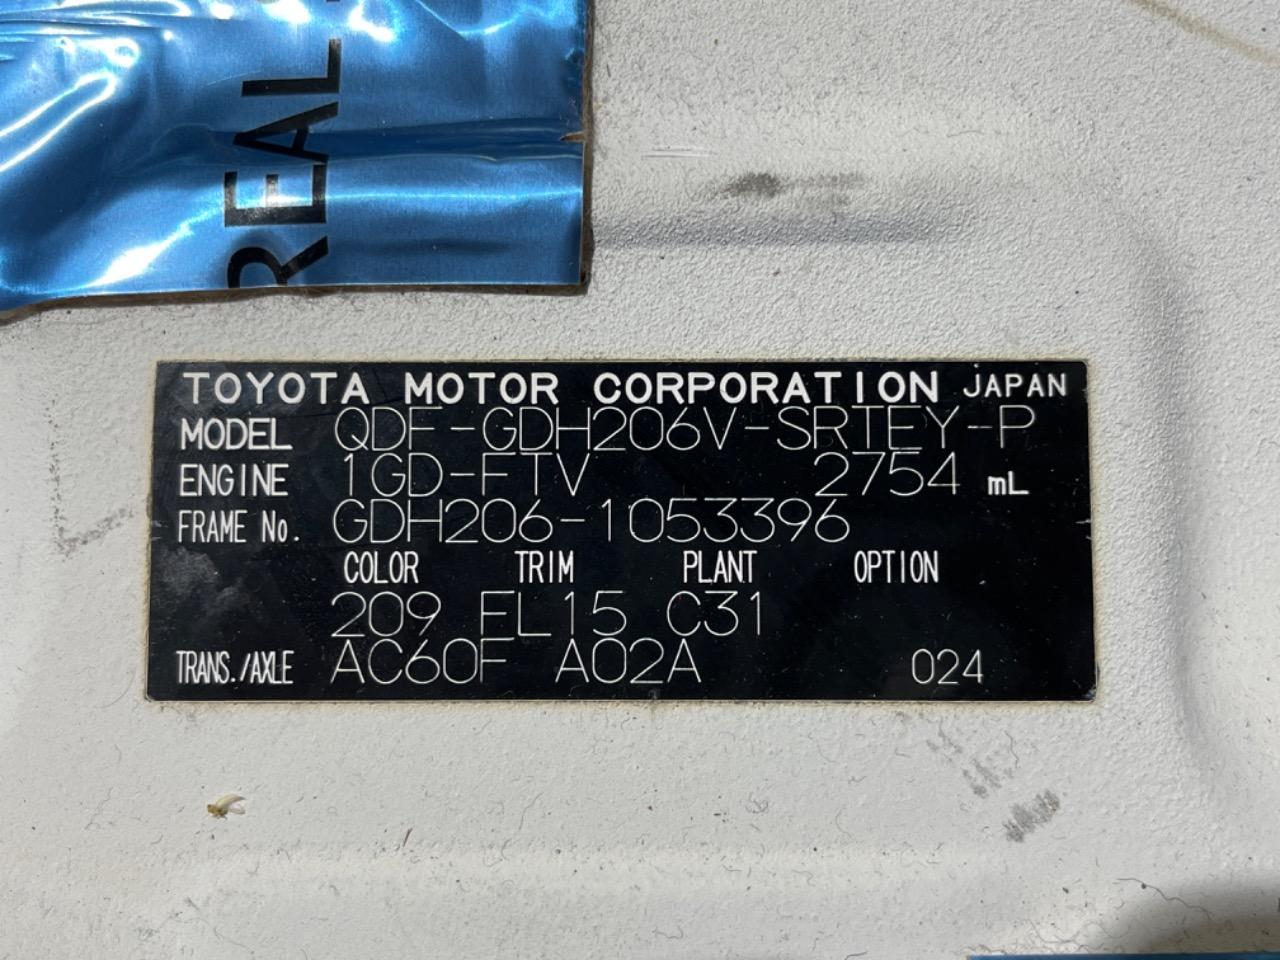 REAL
TOYOTA MOTOR CORPORATION JAPAN
MODEL QDF-GDH206V-SRTEY-P
ENGINE 1GD-FTV 2754 mL
FRAME No. GDH206-1053396
COLOR TRIM PLANT OPTION
209 FL15 C31
TRANS./AXLE AC60F A02A 024